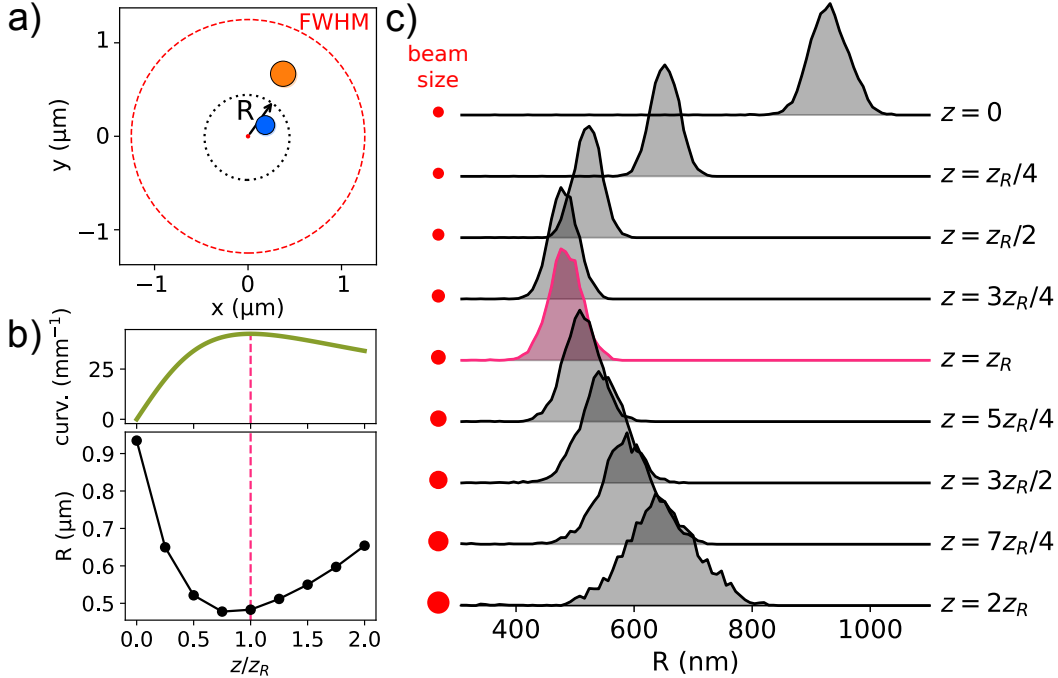 a)
FWHM
1
0
−1
y (μm)
R
−1
0
1
x (μm)
b)
curv. (mm⁻¹)
25
0
R (μm)
0.9
0.8
0.7
0.6
0.5
0.0
0.5
1.0
1.5
2.0
z/z_R
c)
beam
size
z = 0
z = z_R/4
z = z_R/2
z = 3z_R/4
z = z_R
z = 5z_R/4
z = 3z_R/2
z = 7z_R/4
z = 2z_R
400
600
800
1000
R (nm)